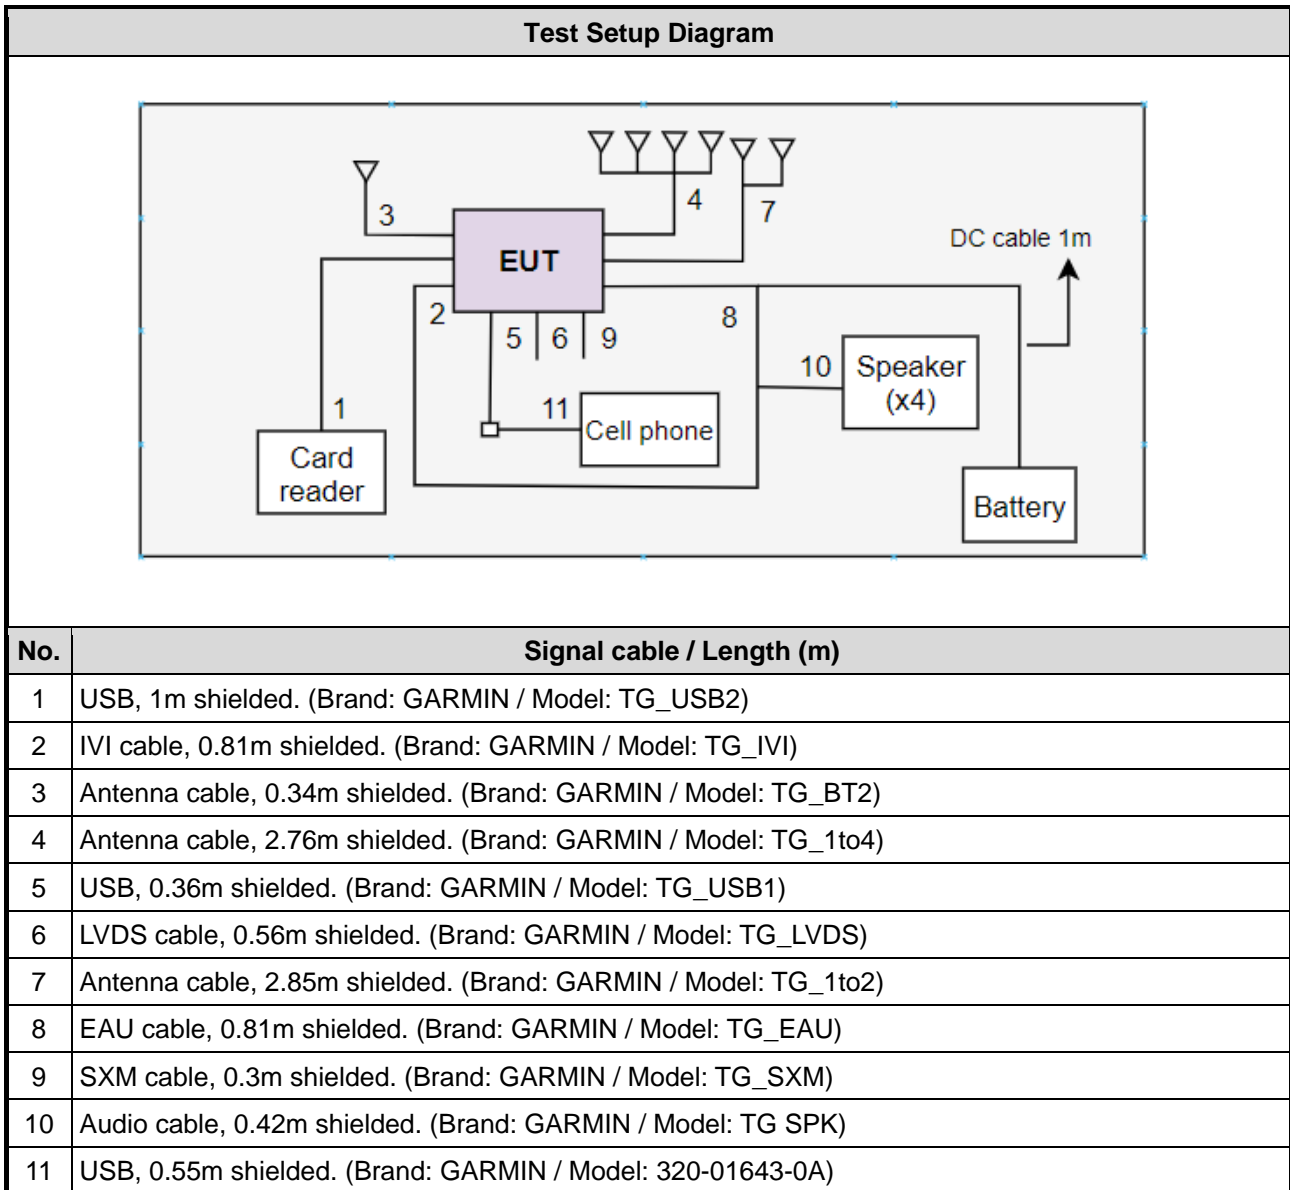 Test Setup Diagram
3
4
7
DC cable 1m
EUT
2
5
6
9
8
10
Speaker
(x4)
1
11
Cell phone
Card
reader
Battery
No. Signal cable / Length (m)
1 USB, 1m shielded. (Brand: GARMIN / Model: TG_USB2)
2 IVI cable, 0.81m shielded. (Brand: GARMIN / Model: TG_IVI)
3 Antenna cable, 0.34m shielded. (Brand: GARMIN / Model: TG_BT2)
4 Antenna cable, 2.76m shielded. (Brand: GARMIN / Model: TG_1to4)
5 USB, 0.36m shielded. (Brand: GARMIN / Model: TG_USB1)
6 LVDS cable, 0.56m shielded. (Brand: GARMIN / Model: TG_LVDS)
7 Antenna cable, 2.85m shielded. (Brand: GARMIN / Model: TG_1to2)
8 EAU cable, 0.81m shielded. (Brand: GARMIN / Model: TG_EAU)
9 SXM cable, 0.3m shielded. (Brand: GARMIN / Model: TG_SXM)
10 Audio cable, 0.42m shielded. (Brand: GARMIN / Model: TG SPK)
11 USB, 0.55m shielded. (Brand: GARMIN / Model: 320-01643-0A)